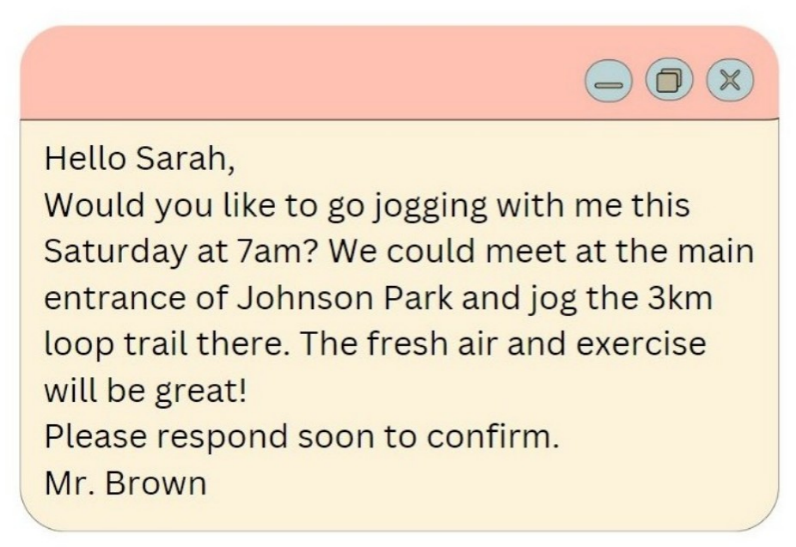 Hello Sarah,
Would you like to go jogging with me this
Saturday at 7am? We could meet at the main
entrance of Johnson Park and jog the 3km
loop trail there. The fresh air and exercise
will be great!
Please respond soon to confirm.
Mr. Brown